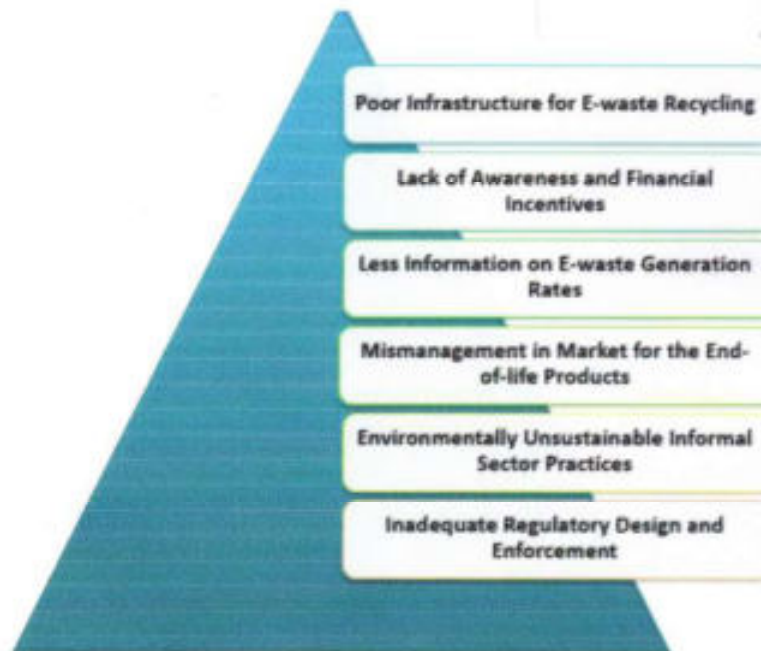 Poor Infrastructure for E-waste Recycling
Lack of Awareness and Financial
Incentives
Less Information on E-waste Generation
Rates
Mismanagement in Market for the End-
of-life Products
Environmentally Unsustainable Informal
Sector Practices
Inadequate Regulatory Design and
Enforcement